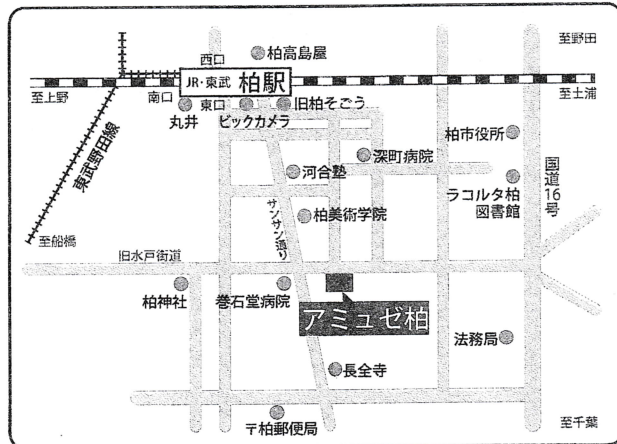 至野田
柏高島屋
西口
JR・東武 柏駅
至上野
南口
東口
至土浦
丸井
ビックカメラ
旧柏そごう
東武野田線
柏市役所
深町病院
河合塾
国道16号
ラコルタ柏
図書館
サンサン通り
柏美術学院
至船橋
旧水戸街道
柏神社
巻石堂病院
アミュゼ柏
法務局
長全寺
〒柏郵便局
至千葉